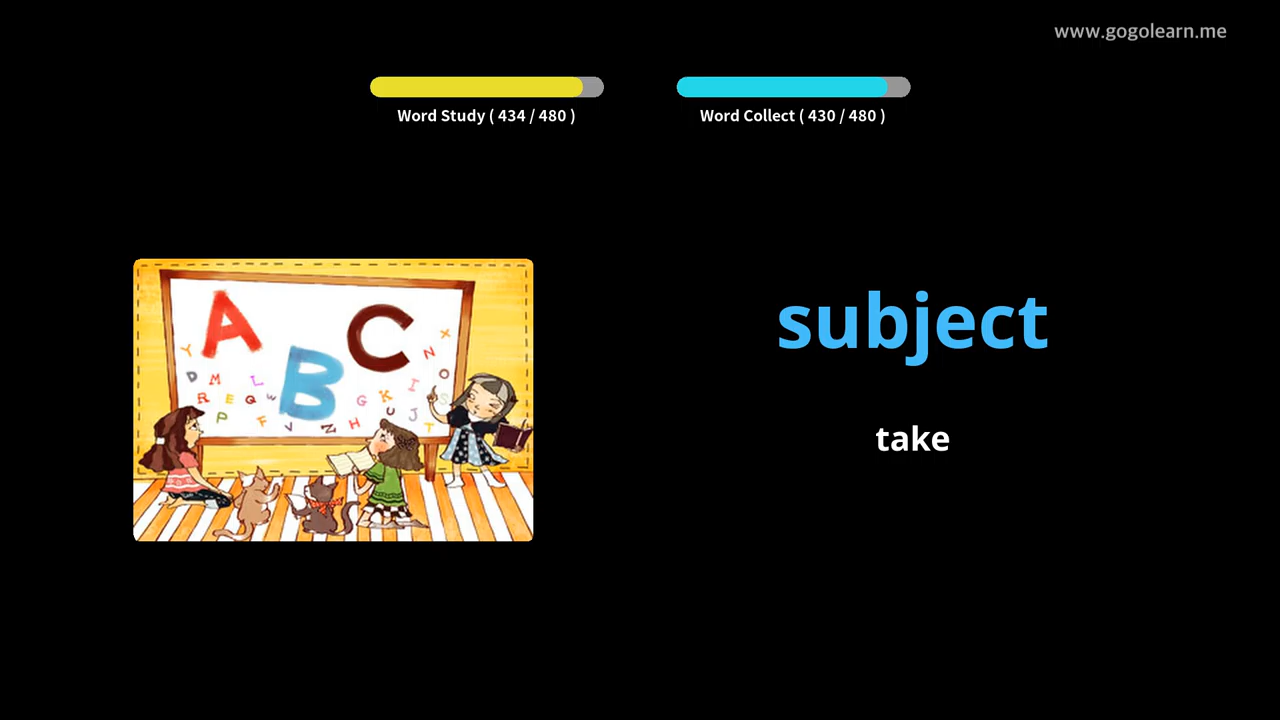 www.gogolearn.me
Word Study ( 434 / 480 )
Word Collect ( 430 / 480 )
subject
take
A
B
C
Y
X
N
O
D M L
R E Q W G K I S
P F V Z H U J T